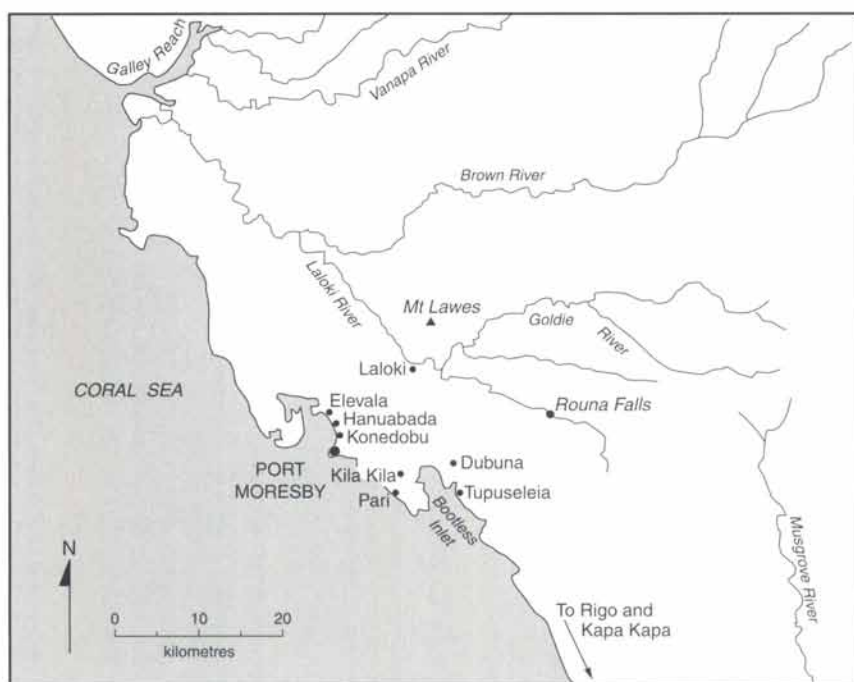 Galley Reach
Vanapa River
Brown River
Laloki River
Mt Lawes
Goldie
River
Laloki
CORAL SEA
Elevala
Rouna Falls
Hanuabada
Konedobu
PORT
MORESBY
Kila Kila
Dubuna
Pari
Tupuseleia
Bootless
Inlet
Musgrove River
N
To Rigo and
Kapa Kapa
0 10 20
kilometres